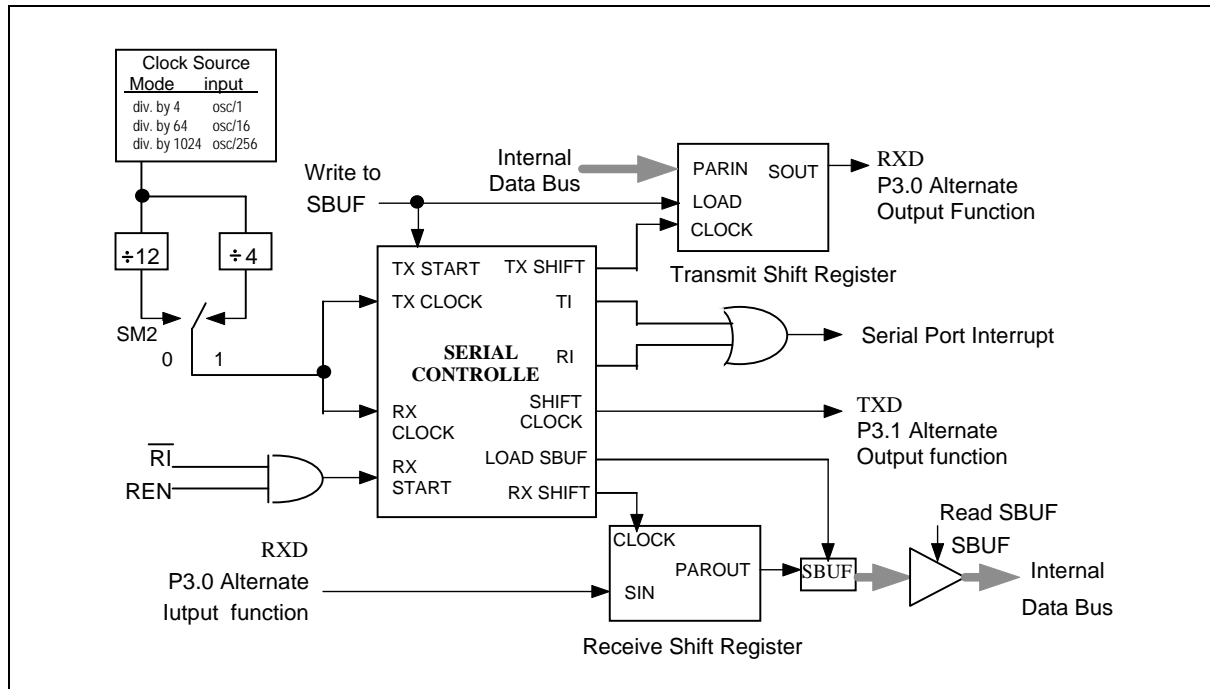 Clock Source
Mode input
div. by 4 osc/1
div. by 64 osc/16
div. by 1024 osc/256
÷12
÷4
SM2
0 1
Write to
SBUF
Internal
Data Bus
PARIN
SOUT
LOAD
CLOCK
RXD
P3.0 Alternate
Output Function
Transmit Shift Register
TX START
TX SHIFT
TX CLOCK
TI
SERIAL
CONTROLLE
RI
RX
CLOCK
SHIFT
CLOCK
RX
START
LOAD SBUF
RX SHIFT
Serial Port Interrupt
TXD
P3.1 Alternate
Output function
RI
REN
RXD
P3.0 Alternate
Iutput function
CLOCK
PAROUT
SIN
Receive Shift Register
SBUF
Read SBUF
SBUF
Internal
Data Bus